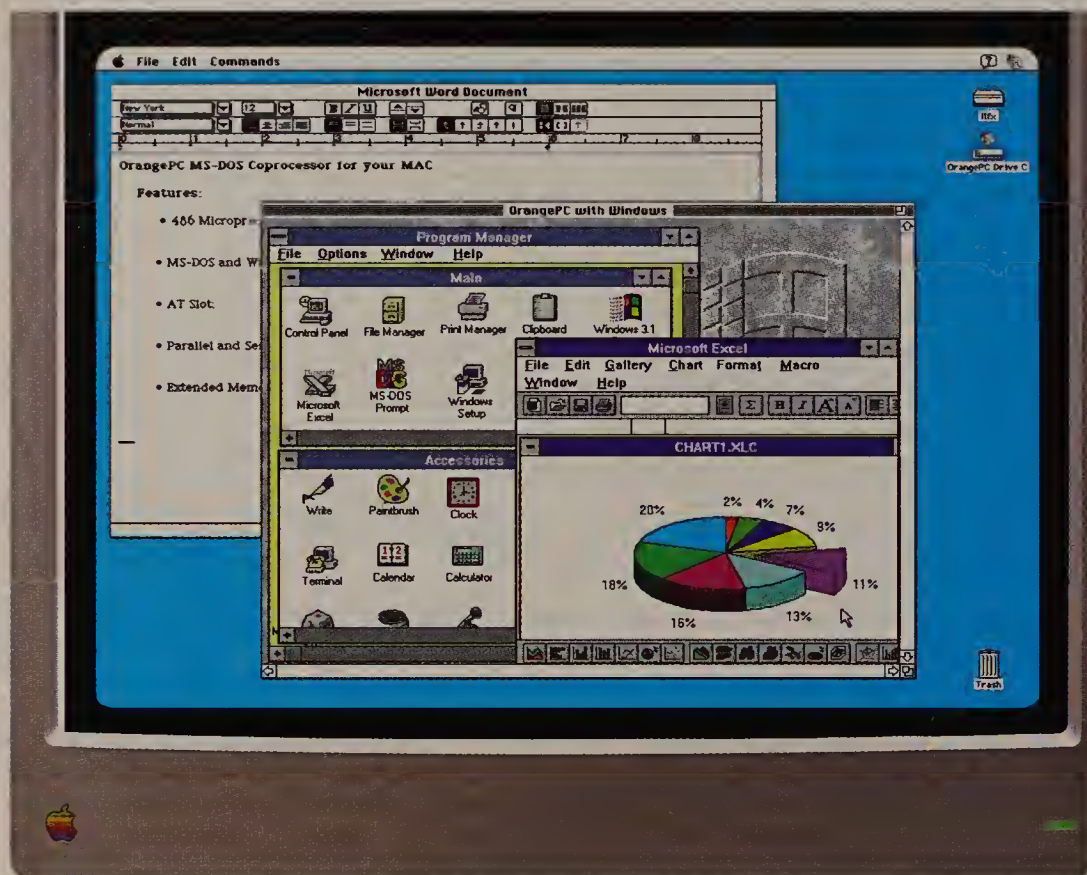 File Edit Commands
Microsoft Word Document
New York 12 B I U
Normal
OrangePC MS-DOS Coprocessor for your MAC
Features:
• 486 Micropr
• MS-DOS and W
• AT Slot
• Parallel and Se
• Extended Mem
IIfx
OrangePC Drive C
OrangePC with Windows
Program Manager
File Options Window Help
Main
Control Panel
File Manager
Print Manager
Clipboard
Windows 3.1
Microsoft Excel
MS-DOS Prompt
Windows Setup
Accessories
Write
Paintbrush
Clock
Terminal
Calendar
Calculator
Microsoft Excel
File Edit Gallery Chart Format Macro
Window Help
Σ B I A A
CHART1.XLC
20%
2%
4%
7%
9%
11%
13%
16%
18%
Trash